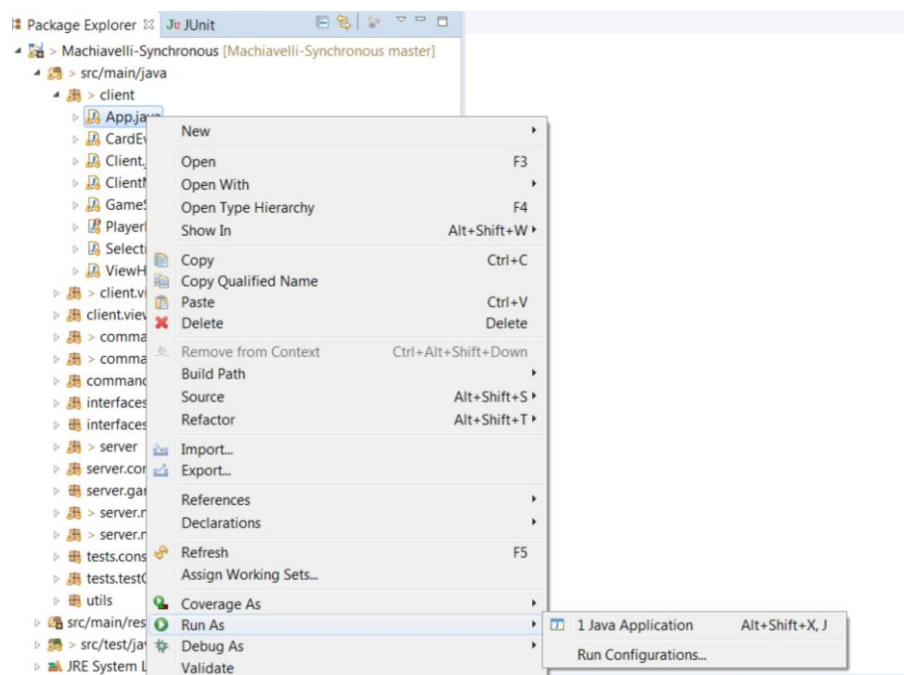 Package Explorer JUnit
> Machiavelli-Synchronous [Machiavelli-Synchronous master]
> src/main/java
> client
App.java
CardEv
Client.
ClientM
GameS
Player
Selecti
ViewH
> client.vi
client.view
> comma
> comma
command
interfaces
interfaces
> server
server.con
server.gar
> server.r
> server.r
tests.cons
tests.testC
utils
src/main/res
> src/test/jav
JRE System L
New
Open F3
Open With
Open Type Hierarchy F4
Show In Alt+Shift+W
Copy Ctrl+C
Copy Qualified Name
Paste Ctrl+V
Delete Delete
Remove from Context Ctrl+Alt+Shift+Down
Build Path
Source Alt+Shift+S
Refactor Alt+Shift+T
Import...
Export...
References
Declarations
Refresh F5
Assign Working Sets...
Coverage As
Run As
Debug As
Validate
1 Java Application Alt+Shift+X, J
Run Configurations...